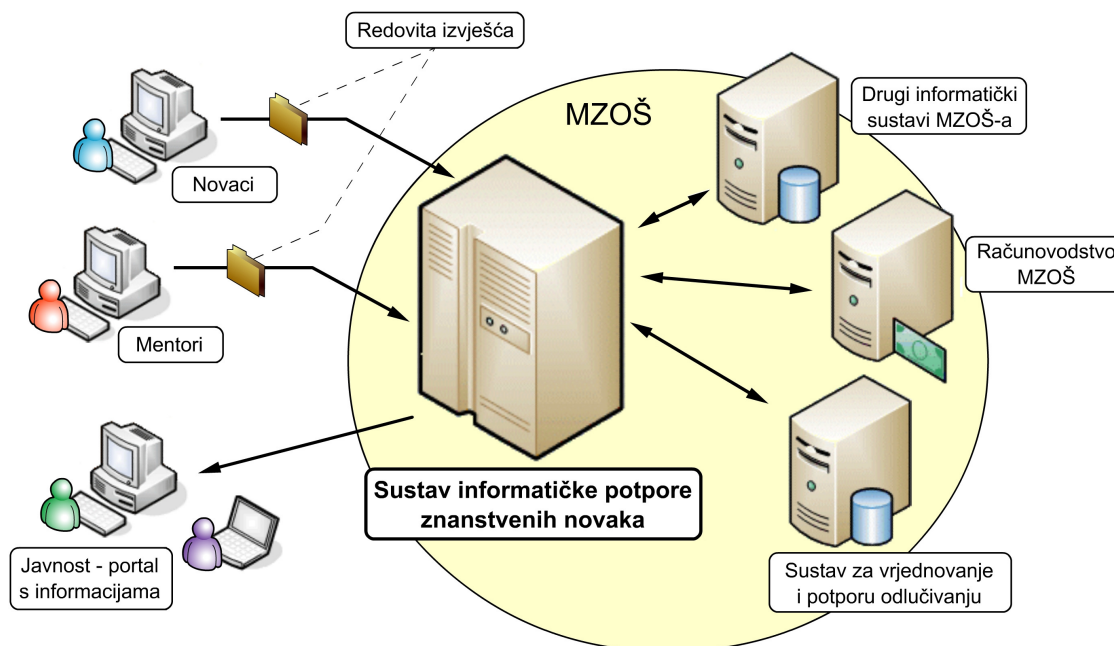 Redovita izvješća
MZOŠ
Drugi informatički
sustavi MZOŠ-a
Novaci
Računovodstvo
MZOŠ
Mentori
Sustav informatičke potpore
znanstvenih novaka
Javnost - portal
s informacijama
Sustav za vrjednovanje
i potporu odlučivanju